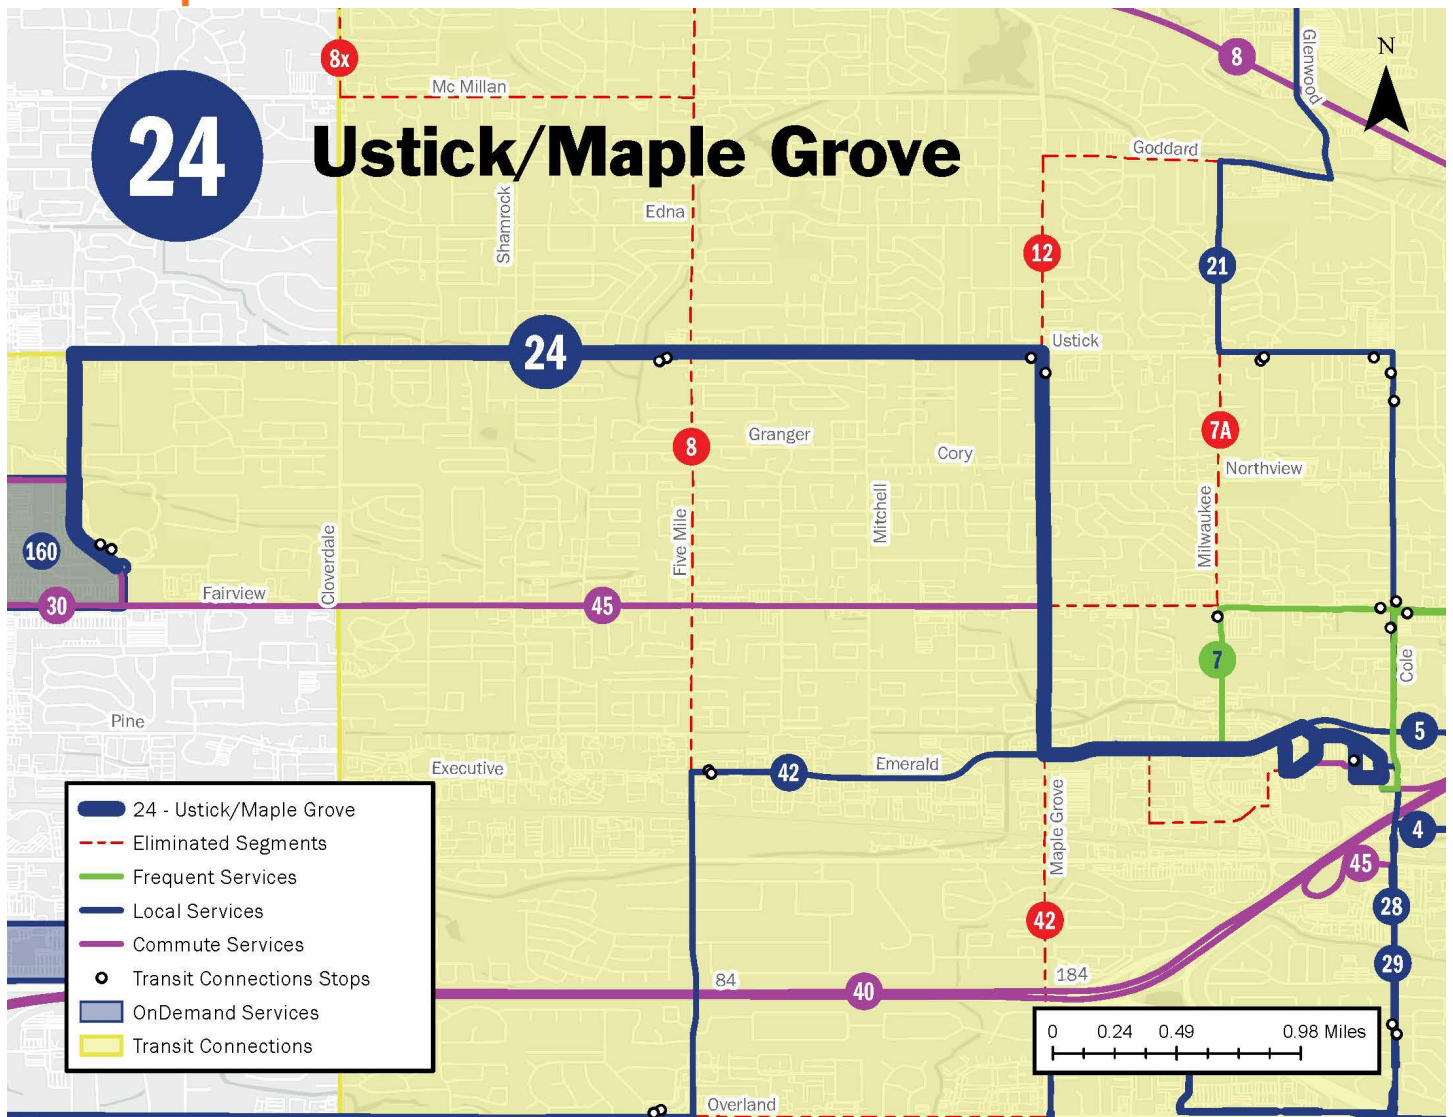 8x
Mc Millan
8
Glenwood
N
24
Ustick/Maple Grove
Goddard
Shamrock
Edna
12
21
24
Ustick
8
Granger
Cory
7A
Northview
Mitchell
Milwaukee
160
Five Mile
Cloverdale
Fairview
30
45
7
Cole
Pine
5
Executive
42
Emerald
Maple Grove
4
45
28
42
29
84
184
40
24 - Ustick/Maple Grove
Eliminated Segments
Frequent Services
Local Services
Commute Services
Transit Connections Stops
OnDemand Services
Transit Connections
0 0.24 0.49 0.98 Miles
Overland